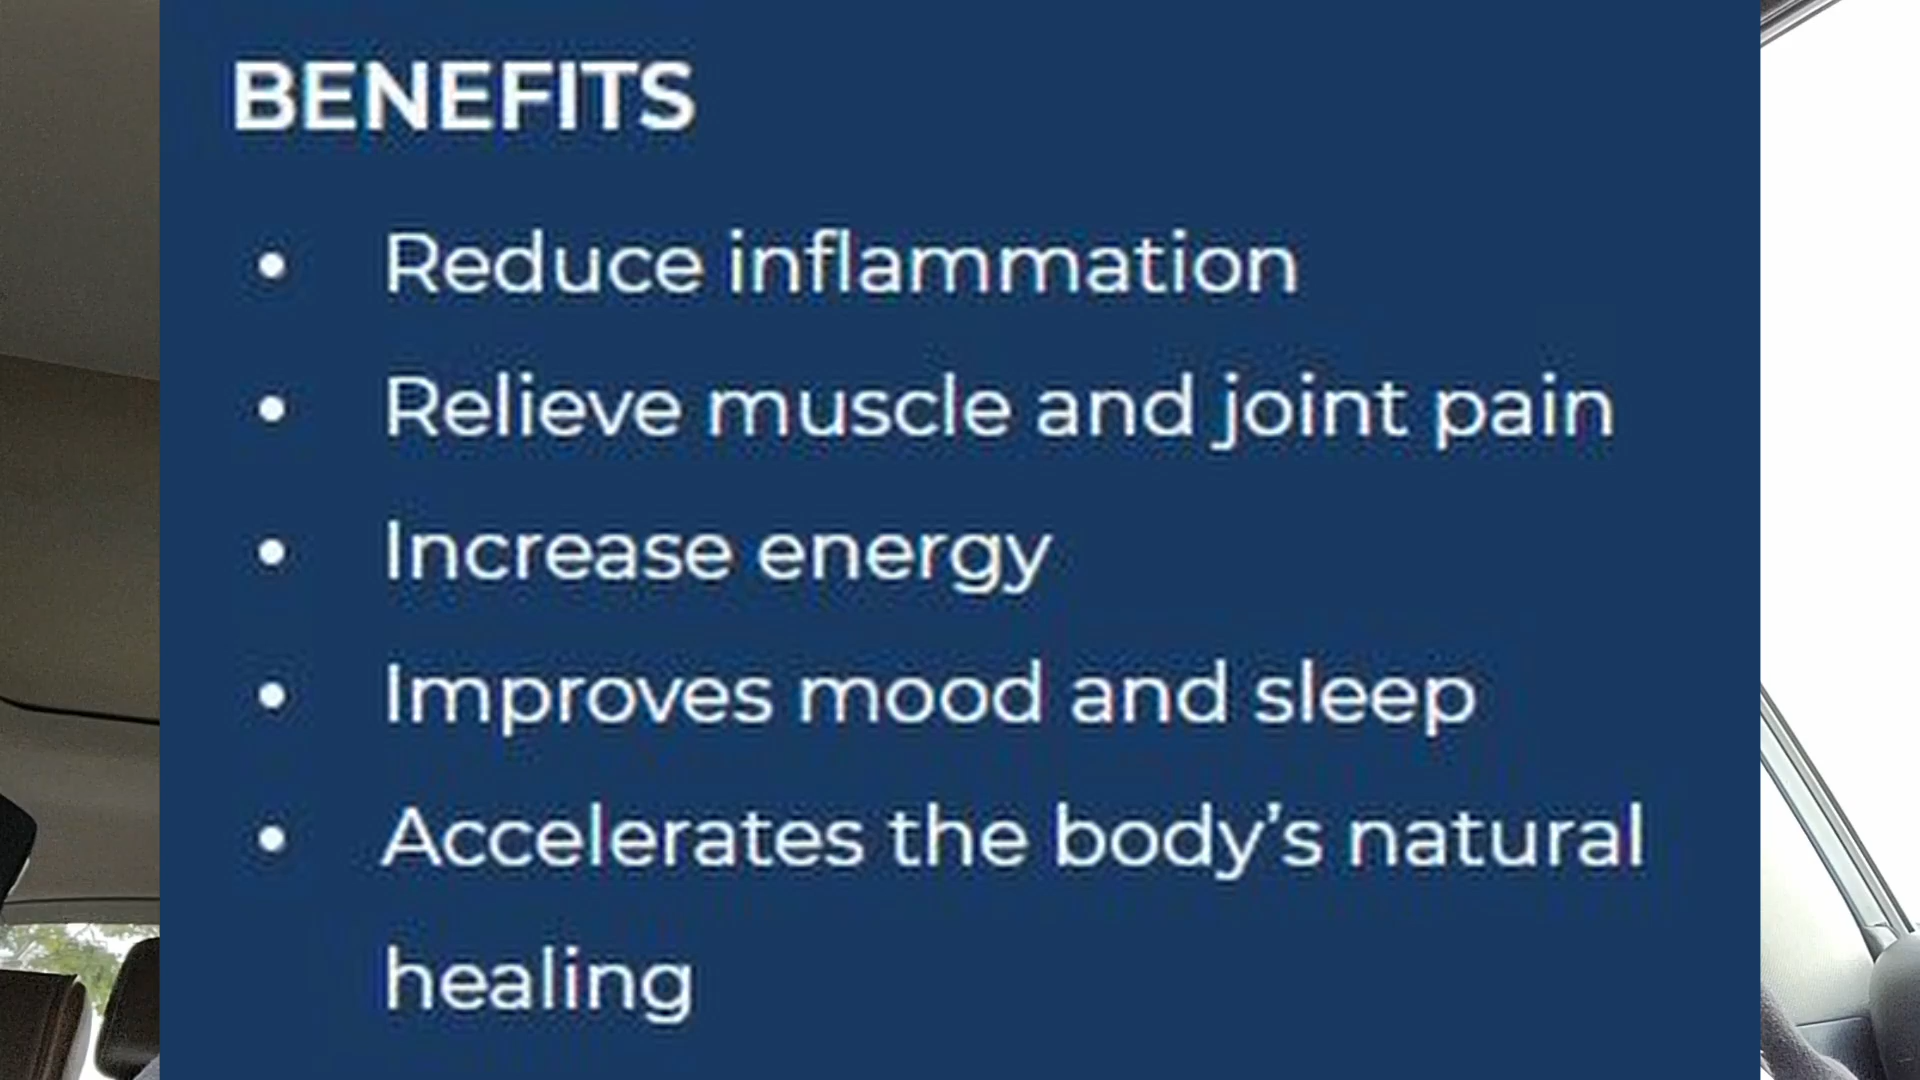 BENEFITS
• Reduce inflammation
• Relieve muscle and joint pain
• Increase energy
• Improves mood and sleep
• Accelerates the body’s natural
healing